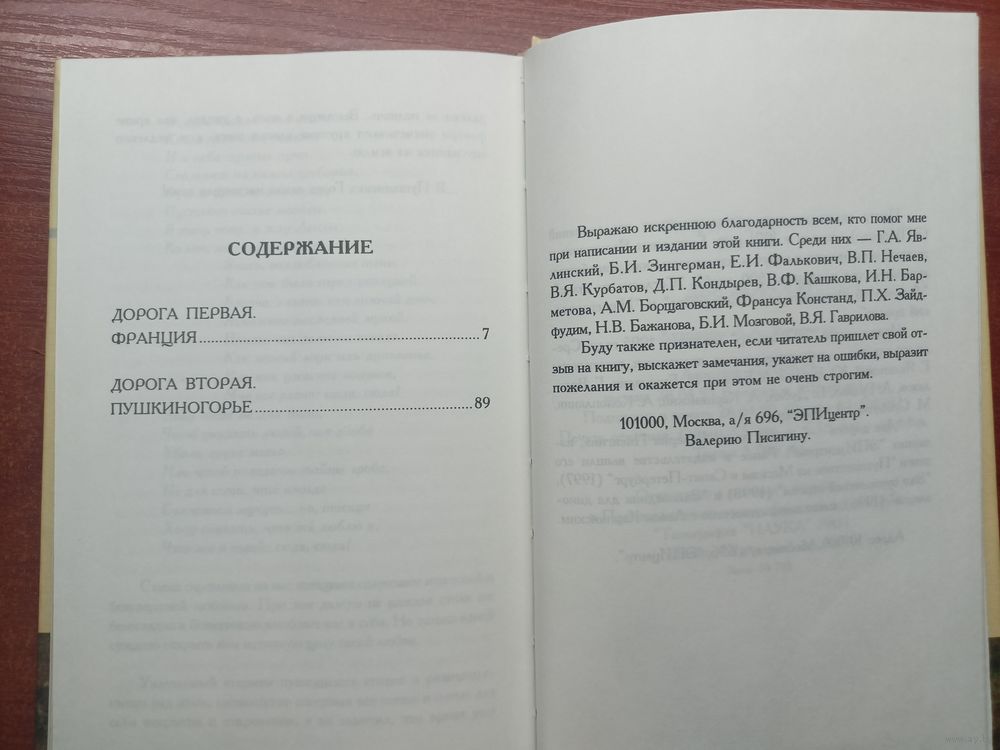 СОДЕРЖАНИЕ
ДОРОГА ПЕРВАЯ.
ФРАНЦИЯ 7
ДОРОГА ВТОРАЯ.
ПУШКИНОГОРЬЕ 89
Выражаю искреннюю благодарность всем, кто помог мне
при написании и издании этой книги. Среди них — Г.А. Яв-
линский, Б.И. Зингерман, Е.И. Фалькович, В.П. Нечаев,
В.Я. Курбатов, Д.П. Кондырев, В.Ф. Кашкова, И.Н. Бар-
метова, А.М. Борщаговский, Франсуа Констанд, П.Х. Зайд-
фудим, Н.В. Бажанова, Б.И. Мозговой, В.Я. Гаврилова.
Буду также признателен, если читатель пришлет свой от-
зыв на книгу, выскажет замечания, укажет на ошибки, выразит
пожелания и окажется при этом не очень строгим.
101000, Москва, а/я 696, "ЭПИцентр".
Валерию Писигину.